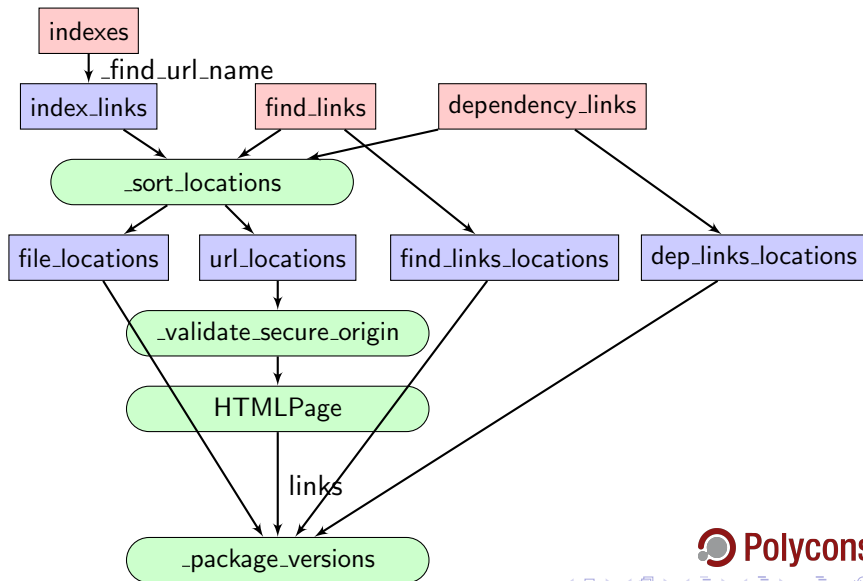 indexes
_find_url_name
index_links
find_links
dependency_links
_sort_locations
file_locations
url_locations
find_links_locations
dep_links_locations
_validate_secure_origin
HTMLPage
links
_package_versions
Polycons